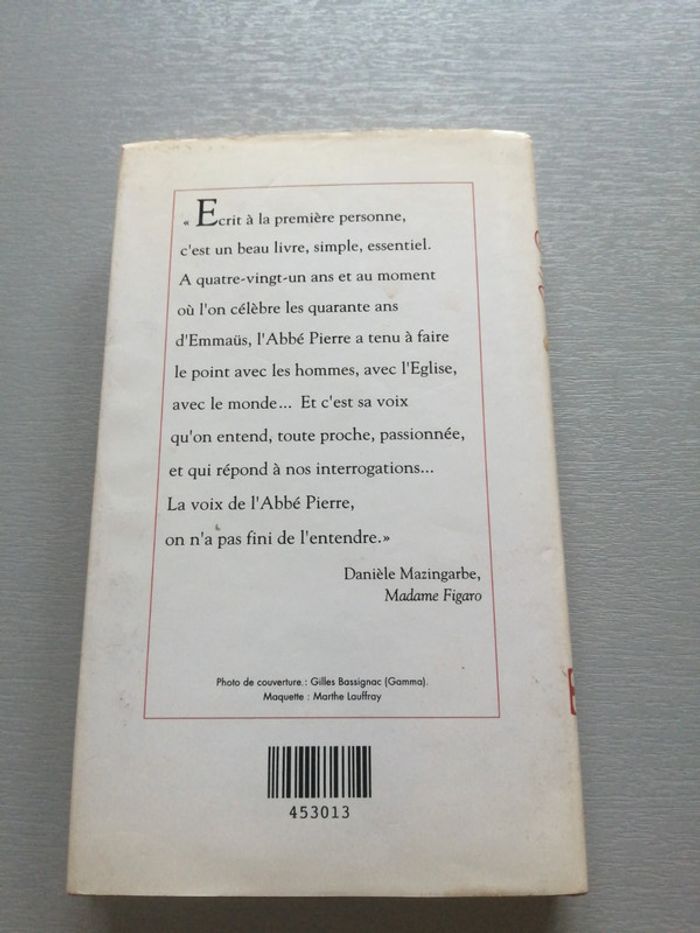 « Ecrit à la première personne,
c'est un beau livre, simple, essentiel.
A quatre-vingt-un ans et au moment
où l'on célèbre les quarante ans
d'Emmaüs, l'Abbé Pierre a tenu à faire
le point avec les hommes, avec l'Eglise,
avec le monde... Et c'est sa voix
qu'on entend, toute proche, passionnée,
et qui répond à nos interrogations...
La voix de l'Abbé Pierre,
on n'a pas fini de l'entendre.»
Danièle Mazingarbe,
Madame Figaro
Photo de couverture : Gilles Bassignac (Gamma).
Maquette : Marthe Lauffray
453013